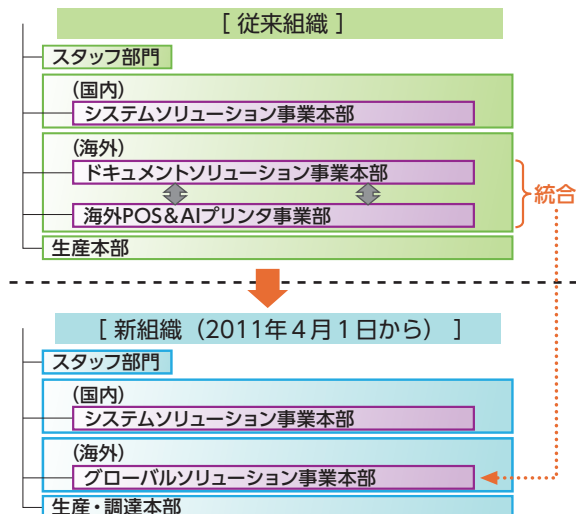 [ 従来組織 ]
スタッフ部門
(国内)
システムソリューション事業本部
(海外)
ドキュメントソリューション事業本部
海外POS&AIプリンタ事業部
統合
生産本部
[ 新組織（2011年4月1日から） ]
スタッフ部門
(国内)
システムソリューション事業本部
(海外)
グローバルソリューション事業本部
生産・調達本部